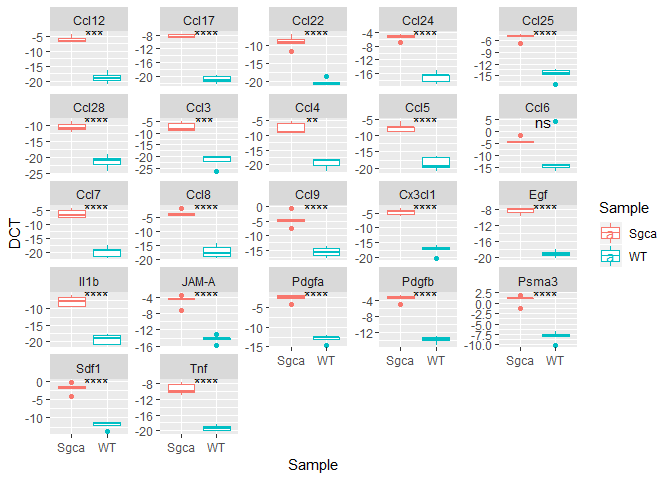 Ccl12 Ccl17 Ccl22 Ccl24 Ccl25
**** **** **** ****
***
-5 -10 -15 -20
-8 -12 -16 -20
-10 -15 -20
-4 -8 -12 -16
-6 -9 -12 -15
Ccl28 Ccl3 Ccl4 Ccl5 Ccl6
**** *** ** **** ns
-10 -15 -20 -25
-5 -10 -15 -20 -25
-5 -10 -15 -20
-5 -10 -15 -20
5 0 -5 -10 -15
Ccl7 Ccl8 Ccl9 Cx3cl1 Egf
**** **** **** **** ****
-5 -10 -15 -20
-5 -10 -15 -20
0 -5 -10 -15
-5 -10 -15 -20
-8 -12 -16 -20
Il1b JAM-A Pdgfa Pdgfb Psma3
**** **** **** **** ****
-10 -15 -20
-4 -8 -12 -16
-5 -10 -15
-4 -8 -12
2.5 0.0 -2.5 -5.0 -7.5 -10.0
Sgca WT Sgca WT Sgca WT
Sdf1 Tnf
**** ****
0 -5 -10
-8 -12 -16 -20
Sgca WT Sgca WT
DCT
Sample
Sample
a Sgca
a WT